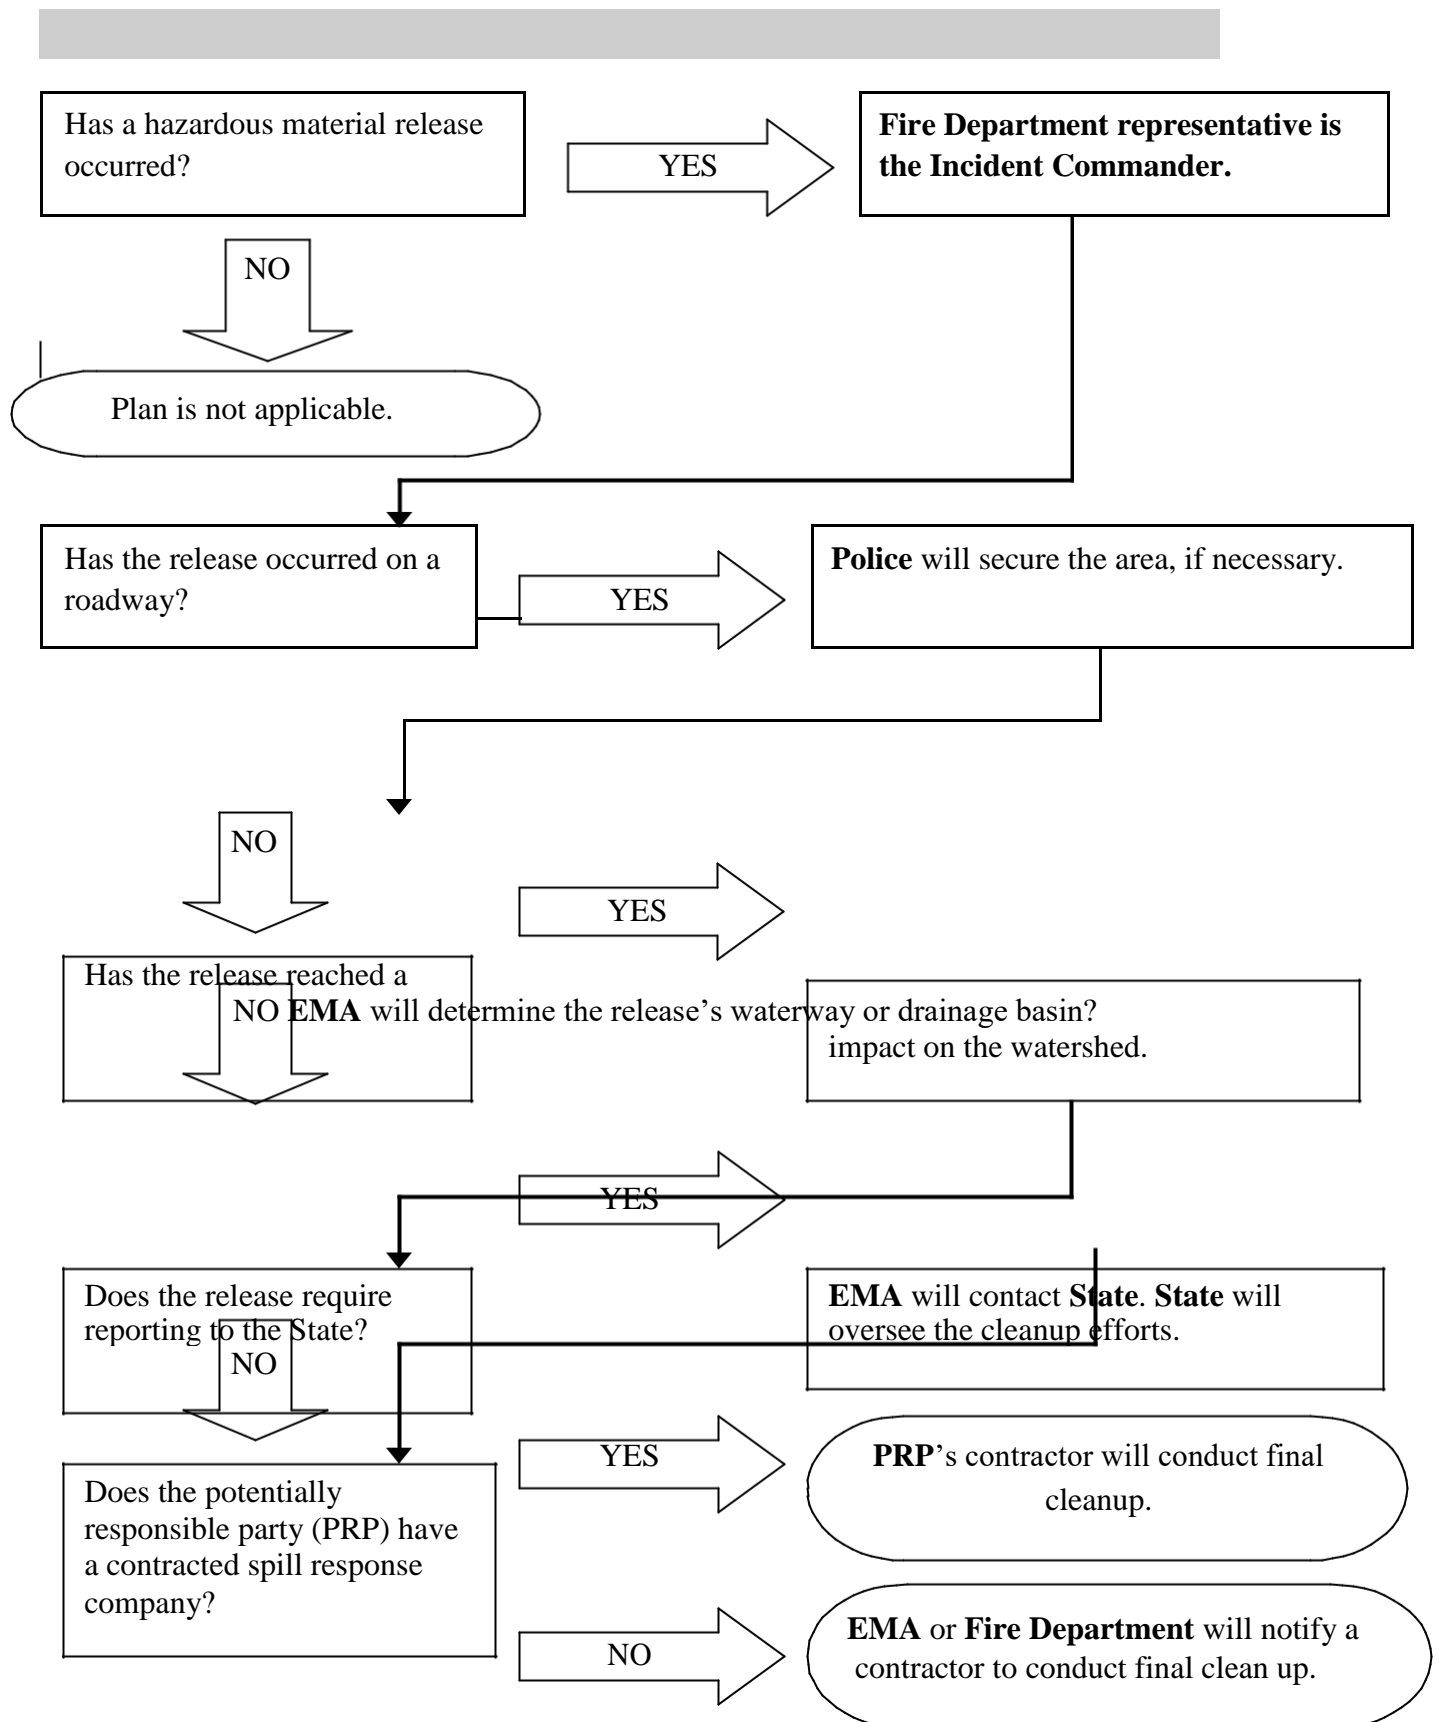 Has a hazardous material release
occurred?
YES
Fire Department representative is
the Incident Commander.
NO
Plan is not applicable.
Has the release occurred on a
roadway?
YES
Police will secure the area, if necessary.
NO
YES
Has the release reached a
NO EMA will determine the release’s waterway or drainage basin?
impact on the watershed.
YES
Does the release require
reporting to the State?
NO
EMA will contact State. State will
oversee the cleanup efforts.
YES
PRP’s contractor will conduct final
cleanup.
Does the potentially
responsible party (PRP) have
a contracted spill response
company?
NO
EMA or Fire Department will notify a
contractor to conduct final clean up.